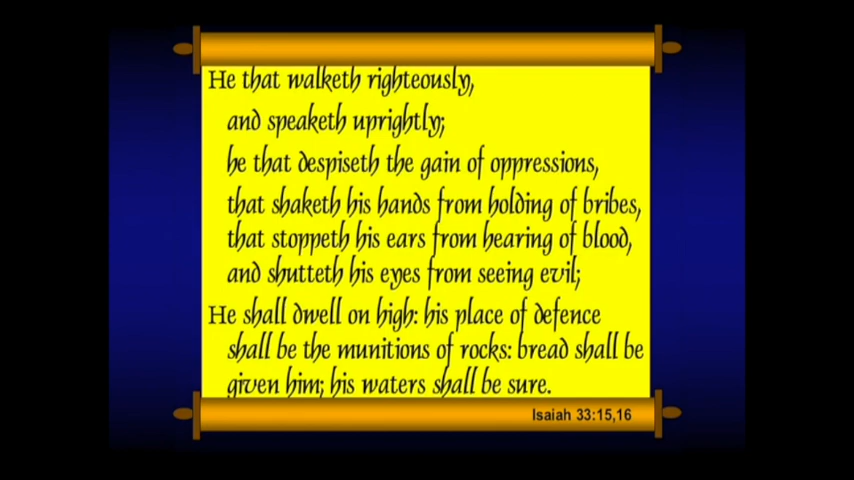 He that walketh righteously,
and speaketh uprightly;
he that despiseth the gain of oppressions,
that shaketh his hands from holding of bribes,
that stoppeth his ears from hearing of blood,
and shutteth his eyes from seeing evil;
He shall dwell on high: his place of defence
shall be the munitions of rocks: bread shall be
given him; his waters shall be sure.
Isaiah 33:15,16